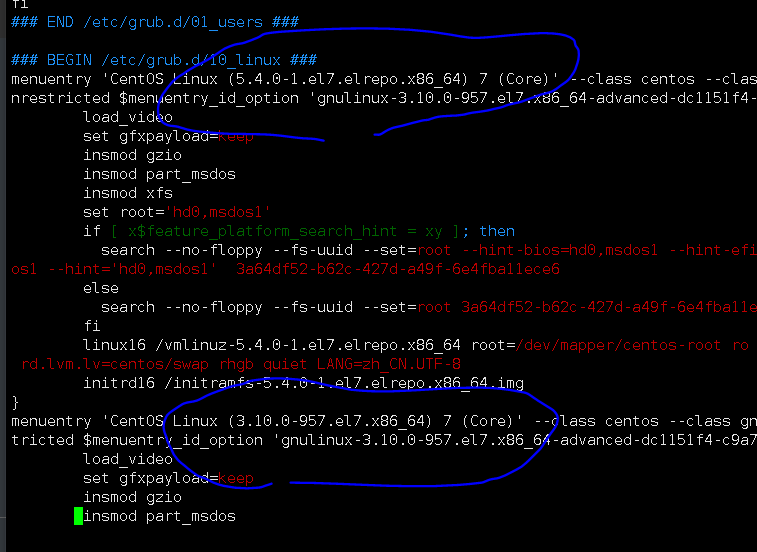 fi
### END /etc/grub.d/01_users ###
### BEGIN /etc/grub.d/10_linux ###
menuentry 'CentOS Linux (5.4.0-1.el7.elrepo.x86_64) 7 (Core)' --class centos --clas
nrestricted $menuentry_id_option 'gnulinux-3.10.0-957.el7.x86_64-advanced-dc1151f4-
load_video
set gfxpayload=keep
insmod gzio
insmod part_msdos
insmod xfs
set root='hd0,msdos1'
if [ x$feature_platform_search_hint = xy ]; then
search --no-floppy --fs-uuid --set=root --hint-bios=hd0,msdos1 --hint-efi
os1 --hint='hd0,msdos1' 3a64df52-b62c-427d-a49f-6e4fba11ece6
else
search --no-floppy --fs-uuid --set=root 3a64df52-b62c-427d-a49f-6e4fba11e
fi
linux16 /vmlinuz-5.4.0-1.el7.elrepo.x86_64 root=/dev/mapper/centos-root ro
rd.lvm.lv=centos/swap rhgb quiet LANG=zh_CN.UTF-8
initrd16 /initramfs-5.4.0-1.el7.elrepo.x86_64.img
}
menuentry 'CentOS Linux (3.10.0-957.el7.x86_64) 7 (Core)' --class centos --class gn
tricted $menuentry_id_option 'gnulinux-3.10.0-957.el7.x86_64-advanced-dc1151f4-c9a7
load_video
set gfxpayload=keep
insmod gzio
insmod part_msdos